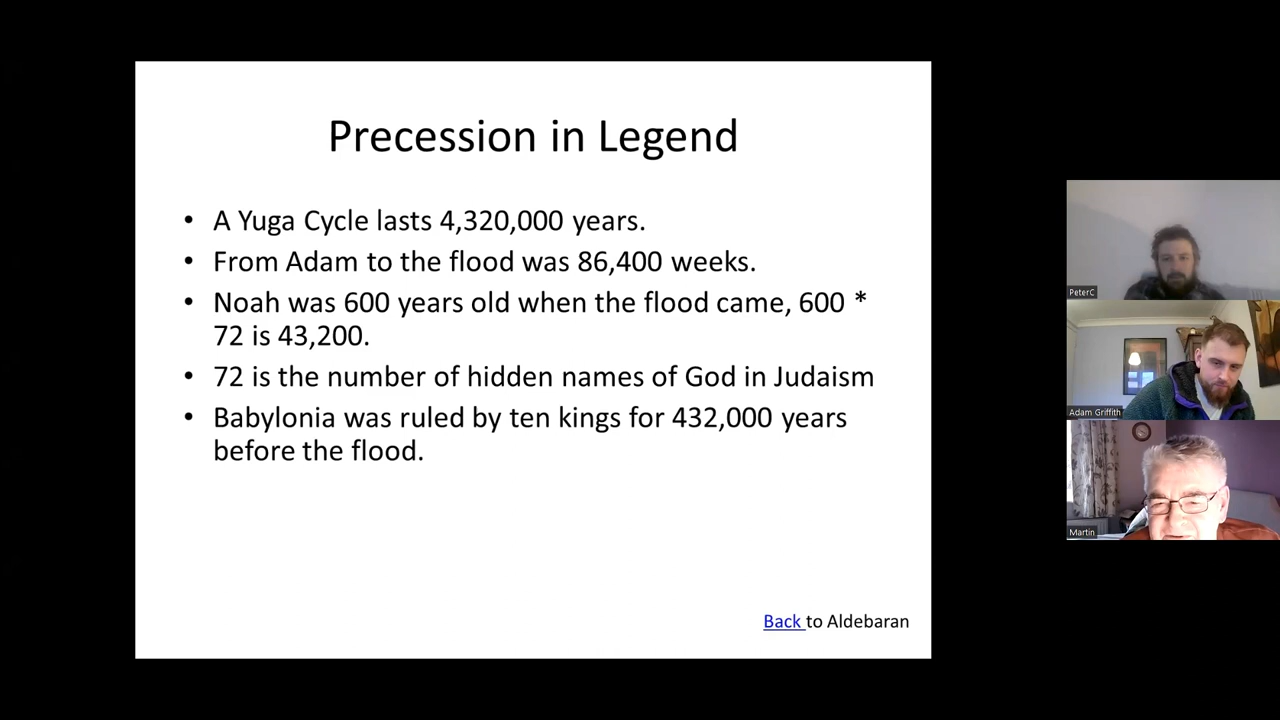 Precession in Legend
• A Yuga Cycle lasts 4,320,000 years.
• From Adam to the flood was 86,400 weeks.
• Noah was 600 years old when the flood came, 600 *
72 is 43,200.
• 72 is the number of hidden names of God in Judaism
• Babylonia was ruled by ten kings for 432,000 years
before the flood.
Back to Aldebaran
PeterC
Adam Griffith
Martin